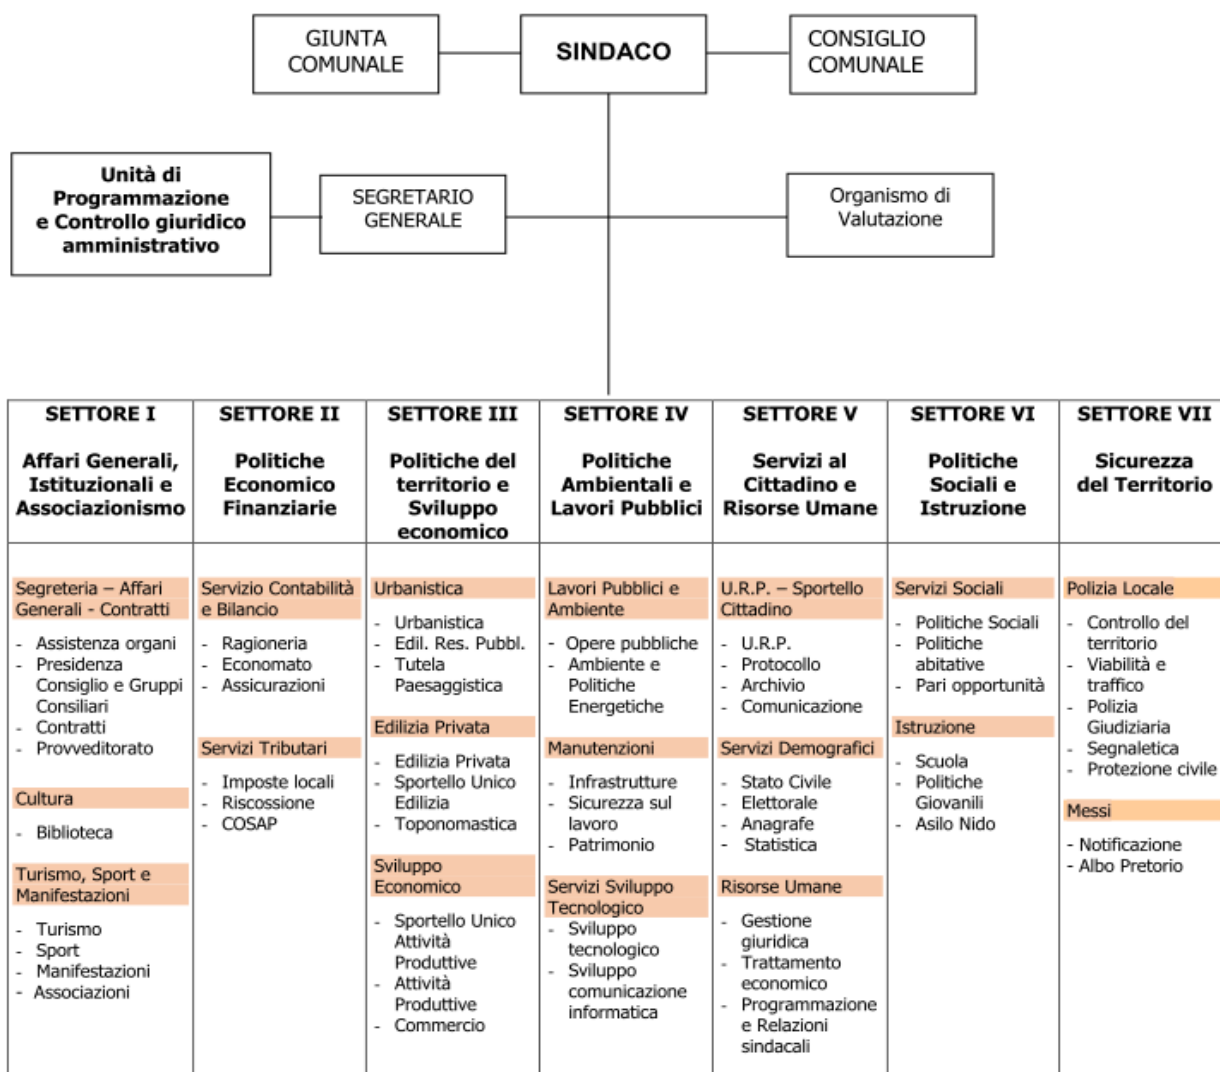 GIUNTA
COMUNALE
SINDACO
CONSIGLIO
COMUNALE
Unità di
Programmazione
e Controllo giuridico
amministrativo
SEGRETARIO
GENERALE
Organismo di
Valutazione
SETTORE I
Affari Generali,
Istituzionali e
Associazionismo
Segreteria – Affari
Generali - Contratti
- Assistenza organi
- Presidenza
Consiglio e Gruppi
Consiliari
- Contratti
- Provveditorato
Cultura
- Biblioteca
Turismo, Sport e
Manifestazioni
- Turismo
- Sport
- Manifestazioni
- Associazioni
SETTORE II
Politiche
Economico
Finanziarie
Servizio Contabilità
e Bilancio
- Ragioneria
- Economato
- Assicurazioni
Servizi Tributari
- Imposte locali
- Riscossione
- COSAP
SETTORE III
Politiche del
territorio e
Sviluppo
economico
Urbanistica
- Urbanistica
- Edil. Res. Pubbl.
- Tutela
Paesaggistica
Edilizia Privata
- Edilizia Privata
- Sportello Unico
Edilizia
- Toponomastica
Sviluppo
Economico
- Sportello Unico
Attività
Produttive
- Attività
Produttive
- Commercio
SETTORE IV
Politiche
Ambientali e
Lavori Pubblici
Lavori Pubblici e
Ambiente
- Opere pubbliche
- Ambiente e
Politiche
Energetiche
Manutenzioni
- Infrastrutture
- Sicurezza sul
lavoro
- Patrimonio
Servizi Sviluppo
Tecnologico
- Sviluppo
tecnologico
- Sviluppo
comunicazione
informatica
SETTORE V
Servizi al
Cittadino e
Risorse Umane
U.R.P. – Sportello
Cittadino
- U.R.P.
- Protocollo
- Archivio
- Comunicazione
Servizi Demografici
- Stato Civile
- Elettorale
- Anagrafe
- Statistica
Risorse Umane
- Gestione
giuridica
- Trattamento
economico
- Programmazione
e Relazioni
sindacali
SETTORE VI
Politiche
Sociali e
Istruzione
Servizi Sociali
- Politiche Sociali
- Politiche
abitative
- Pari opportunità
Istruzione
- Scuola
- Politiche
Giovanili
- Asilo Nido
SETTORE VII
Sicurezza
del Territorio
Polizia Locale
- Controllo del
territorio
- Viabilità e
traffico
- Polizia
Giudiziaria
- Segnaletica
- Protezione civile
Messi
- Notificazione
- Albo Pretorio